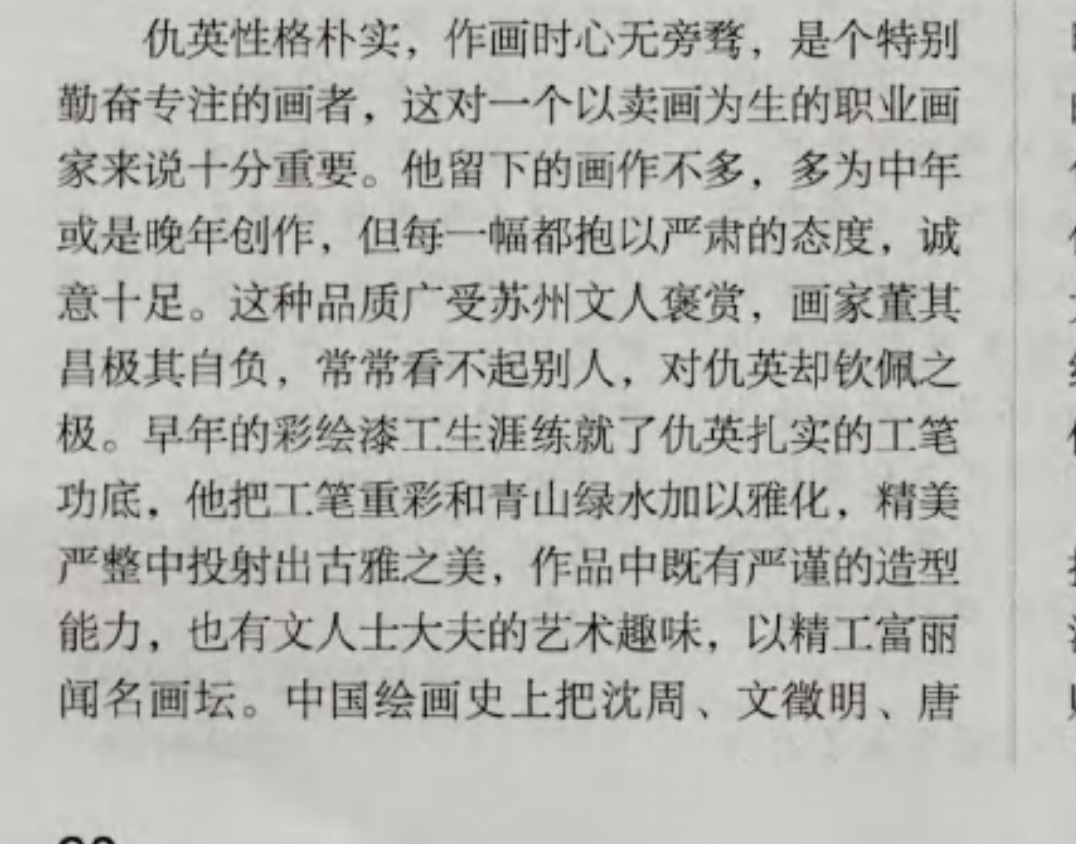 仇英性格朴实，作画时心无旁骛，是个特别
勤奋专注的画者，这对一个以卖画为生的职业画
家来说十分重要。他留下的画作不多，多为中年
或是晚年创作，但每一幅都抱以严肃的态度，诚
意十足。这种品质广受苏州文人褒赏，画家董其
昌极其自负，常常看不起别人，对仇英却钦佩之
极。早年的彩绘漆工生涯练就了仇英扎实的工笔
功底，他把工笔重彩和青山绿水加以雅化，精美
严整中投射出古雅之美，作品中既有严谨的造型
能力，也有文人士大夫的艺术趣味，以精工富丽
闻名画坛。中国绘画史上把沈周、文徵明、唐